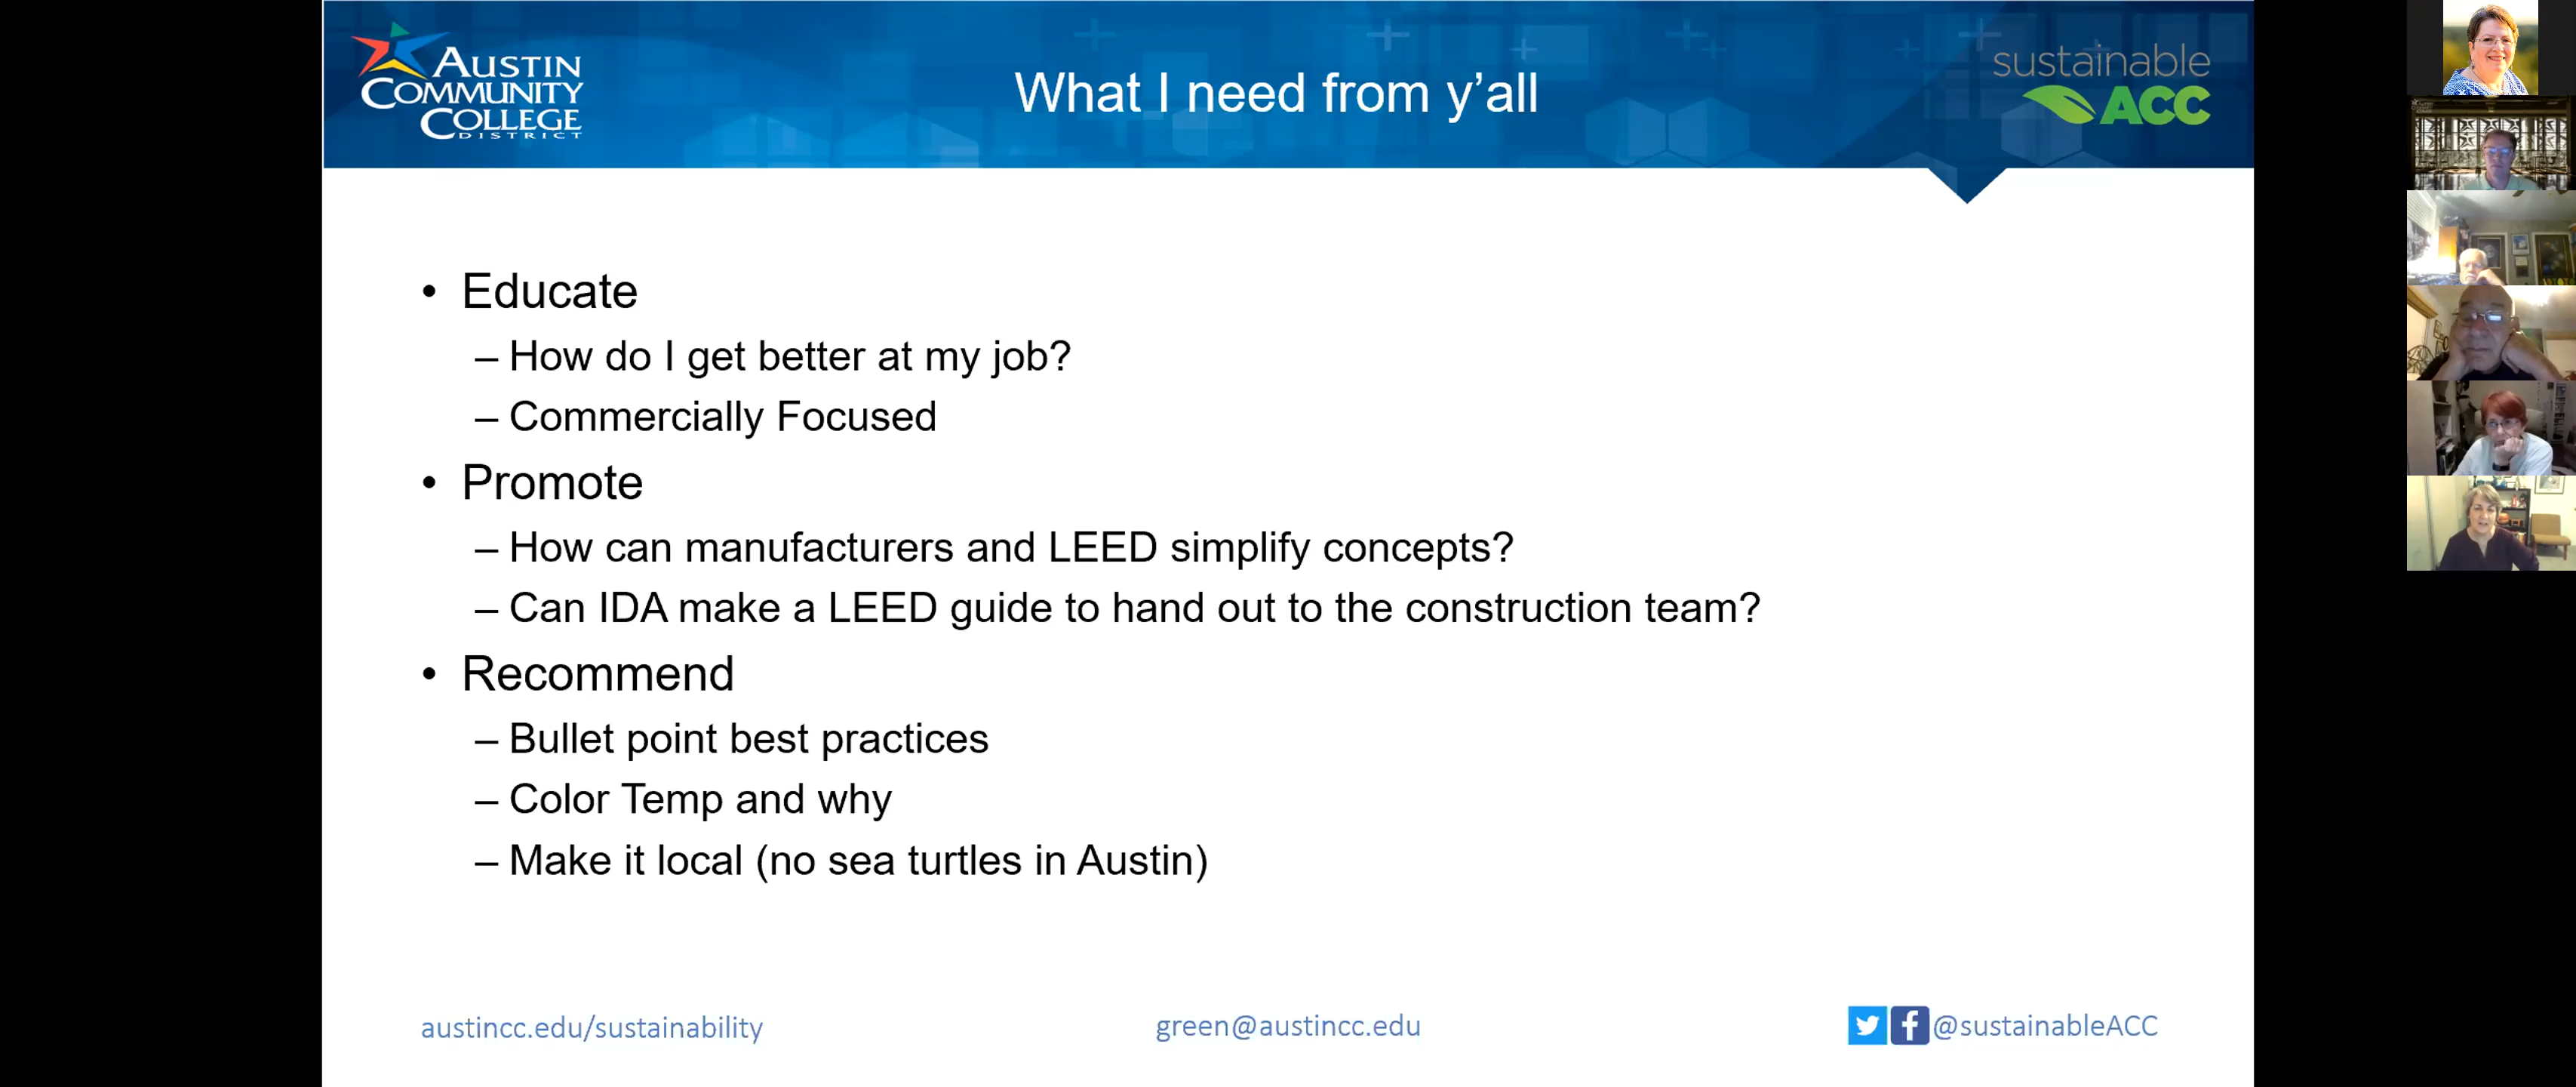 AUSTIN
COMMUNITY
COLLEGE
DISTRICT
What I need from y’all
sustainable
ACC
• Educate
– How do I get better at my job?
– Commercially Focused
• Promote
– How can manufacturers and LEED simplify concepts?
– Can IDA make a LEED guide to hand out to the construction team?
• Recommend
– Bullet point best practices
– Color Temp and why
– Make it local (no sea turtles in Austin)
austincc.edu/sustainability
green@austincc.edu
@sustainableACC